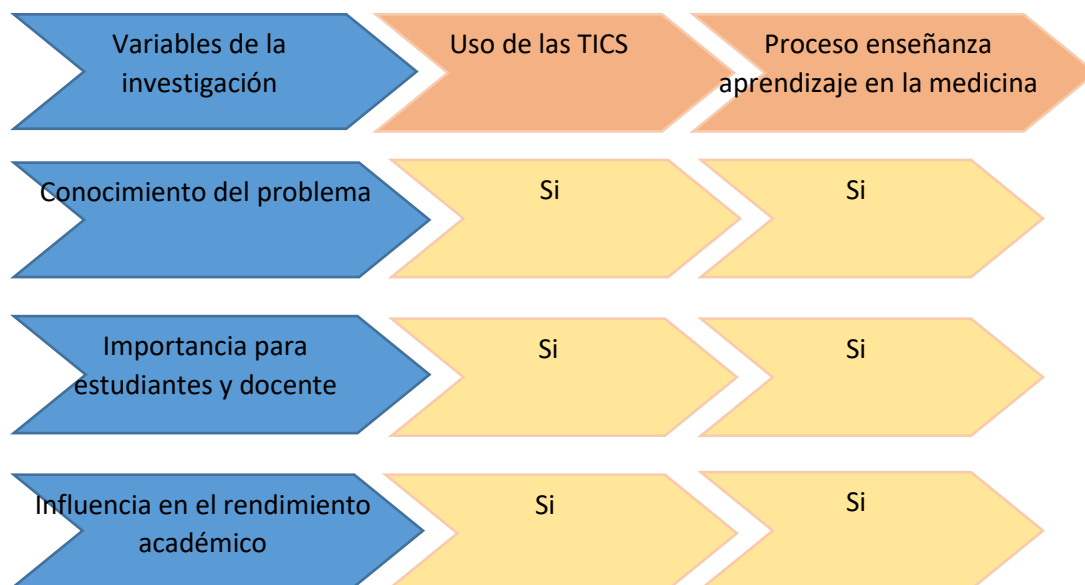 Variables de la
investigación
Uso de las TICS
Proceso enseñanza
aprendizaje en la medicina
Conocimiento del problema
Si
Si
Importancia para
estudiantes y docente
Si
Si
Influencia en el rendimiento
académico
Si
Si